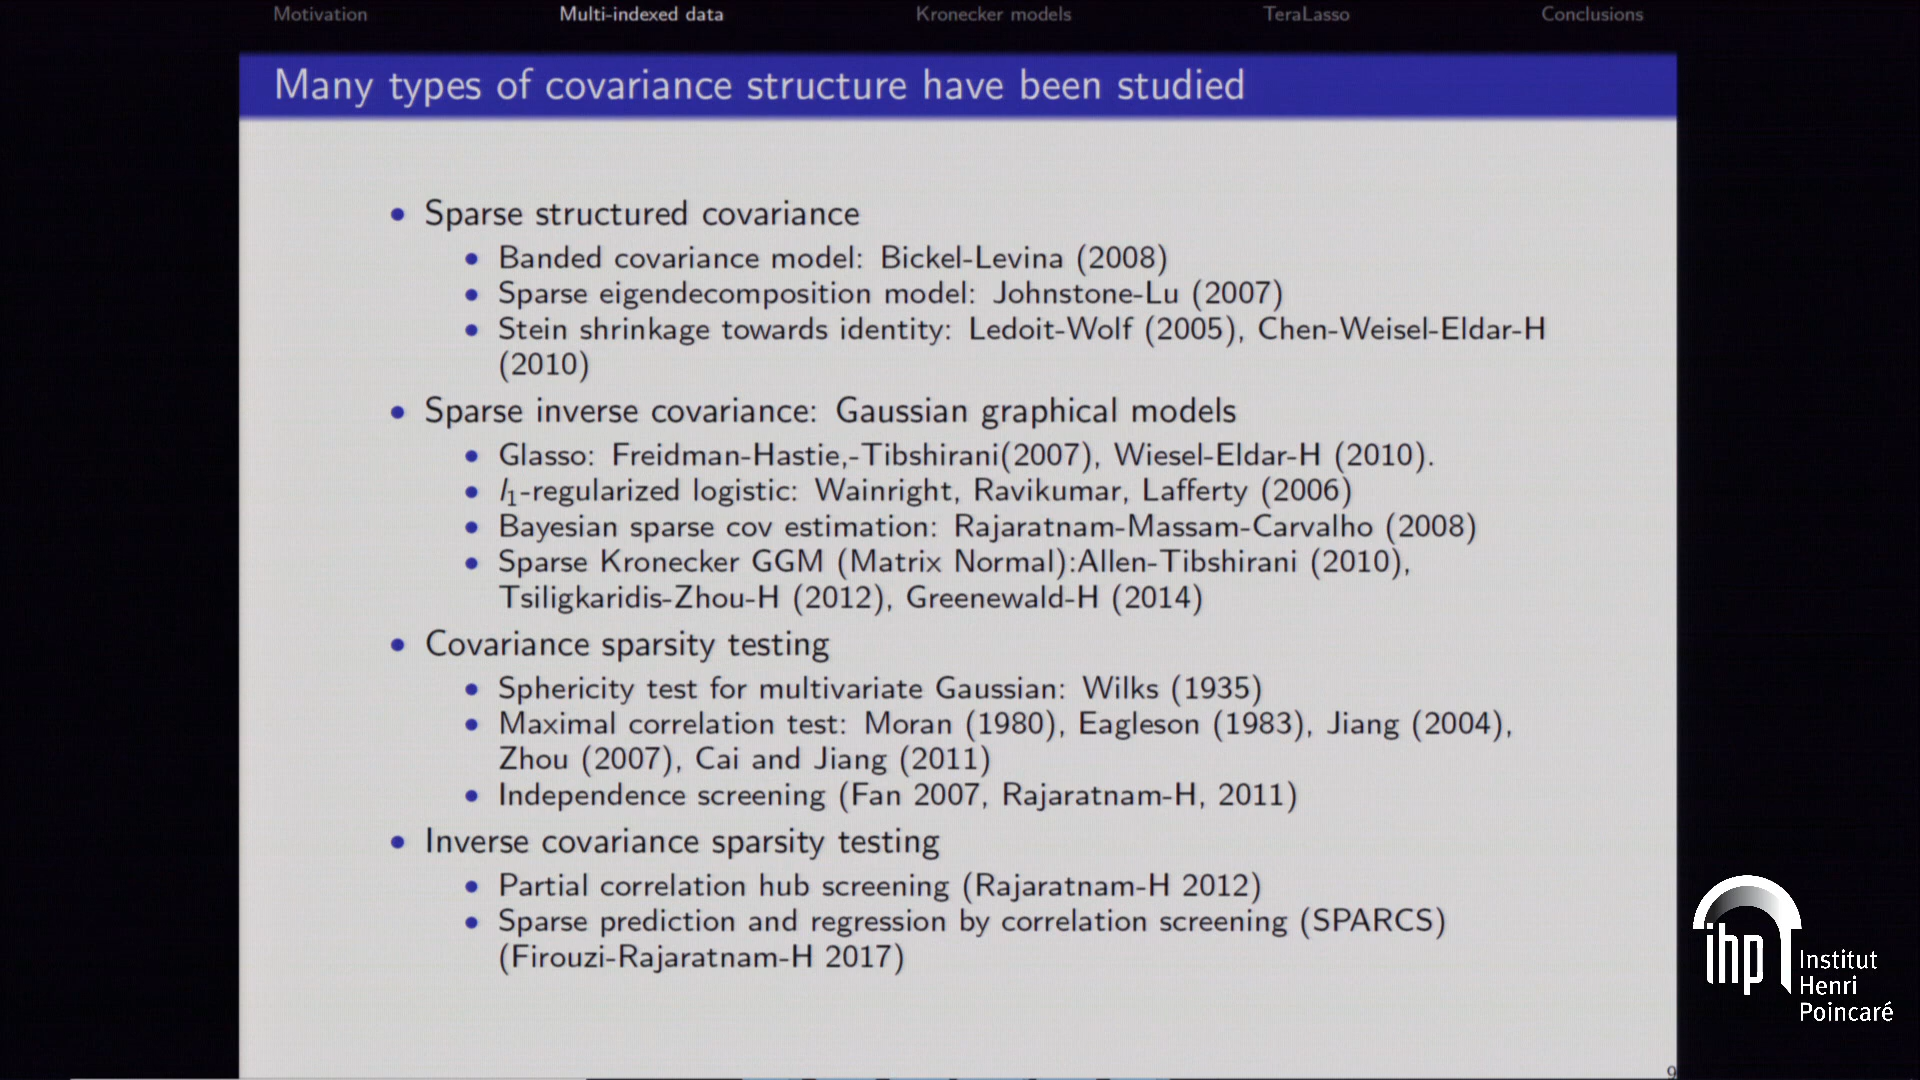 Motivation Multi-indexed data Kronecker models TeraLasso Conclusions
Many types of covariance structure have been studied
• Sparse structured covariance
• Banded covariance model: Bickel-Levina (2008)
• Sparse eigendecomposition model: Johnstone-Lu (2007)
• Stein shrinkage towards identity: Ledoit-Wolf (2005), Chen-Weisel-Eldar-H
(2010)
• Sparse inverse covariance: Gaussian graphical models
• Glasso: Freidman-Hastie,-Tibshirani(2007), Wiesel-Eldar-H (2010).
• l₁-regularized logistic: Wainright, Ravikumar, Lafferty (2006)
• Bayesian sparse cov estimation: Rajaratnam-Massam-Carvalho (2008)
• Sparse Kronecker GGM (Matrix Normal):Allen-Tibshirani (2010),
Tsiligkaridis-Zhou-H (2012), Greenewald-H (2014)
• Covariance sparsity testing
• Sphericity test for multivariate Gaussian: Wilks (1935)
• Maximal correlation test: Moran (1980), Eagleson (1983), Jiang (2004),
Zhou (2007), Cai and Jiang (2011)
• Independence screening (Fan 2007, Rajaratnam-H, 2011)
• Inverse covariance sparsity testing
• Partial correlation hub screening (Rajaratnam-H 2012)
• Sparse prediction and regression by correlation screening (SPARCS)
(Firouzi-Rajaratnam-H 2017)
9
ihp Institut
Henri
Poincaré